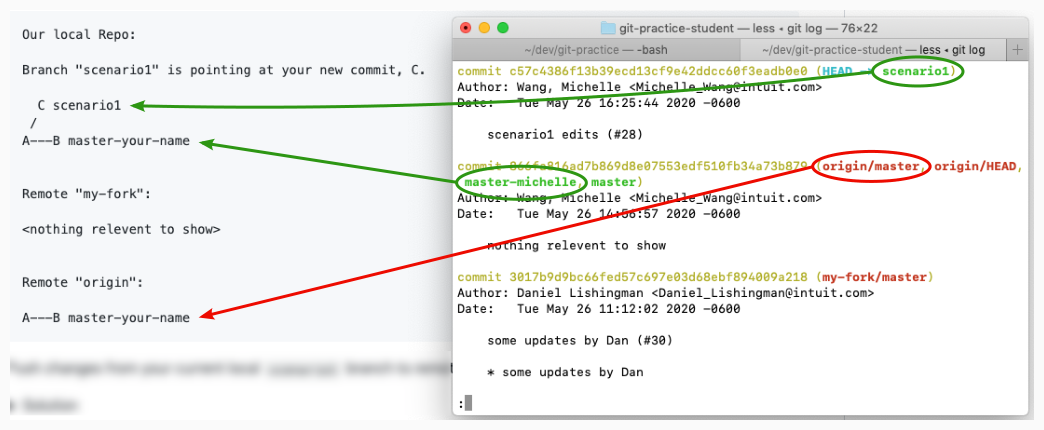 Our local Repo:
Branch "scenario1" is pointing at your new commit, C.
C scenario1
/
A---B master-your-name
Remote "my-fork":
<nothing relevent to show>
Remote "origin":
A---B master-your-name
git-practice-student — less ‹ git log — 76×22
~/dev/git-practice — -bash
~/dev/git-practice-student — less ‹ git log
+
commit c57c4386f13b39ecd13cf9e42ddcc60f3eadb0e0 (HEAD -> scenario1)
Author: Wang, Michelle <Michelle_Wang@intuit.com>
Date: Tue May 26 16:25:44 2020 -0600
scenario1 edits (#28)
commit 866fa816ad7b869d8e07553edf510fb34a73b879 (origin/master, origin/HEAD,
master-michelle, master)
Author: Wang, Michelle <Michelle_Wang@intuit.com>
Date: Tue May 26 14:56:57 2020 -0600
nothing relevent to show
commit 3017b9d9bc66fed57c697e03d68ebf894009a218 (my-fork/master)
Author: Daniel Lishingman <Daniel_Lishingman@intuit.com>
Date: Tue May 26 11:12:02 2020 -0600
some updates by Dan (#30)
* some updates by Dan
: